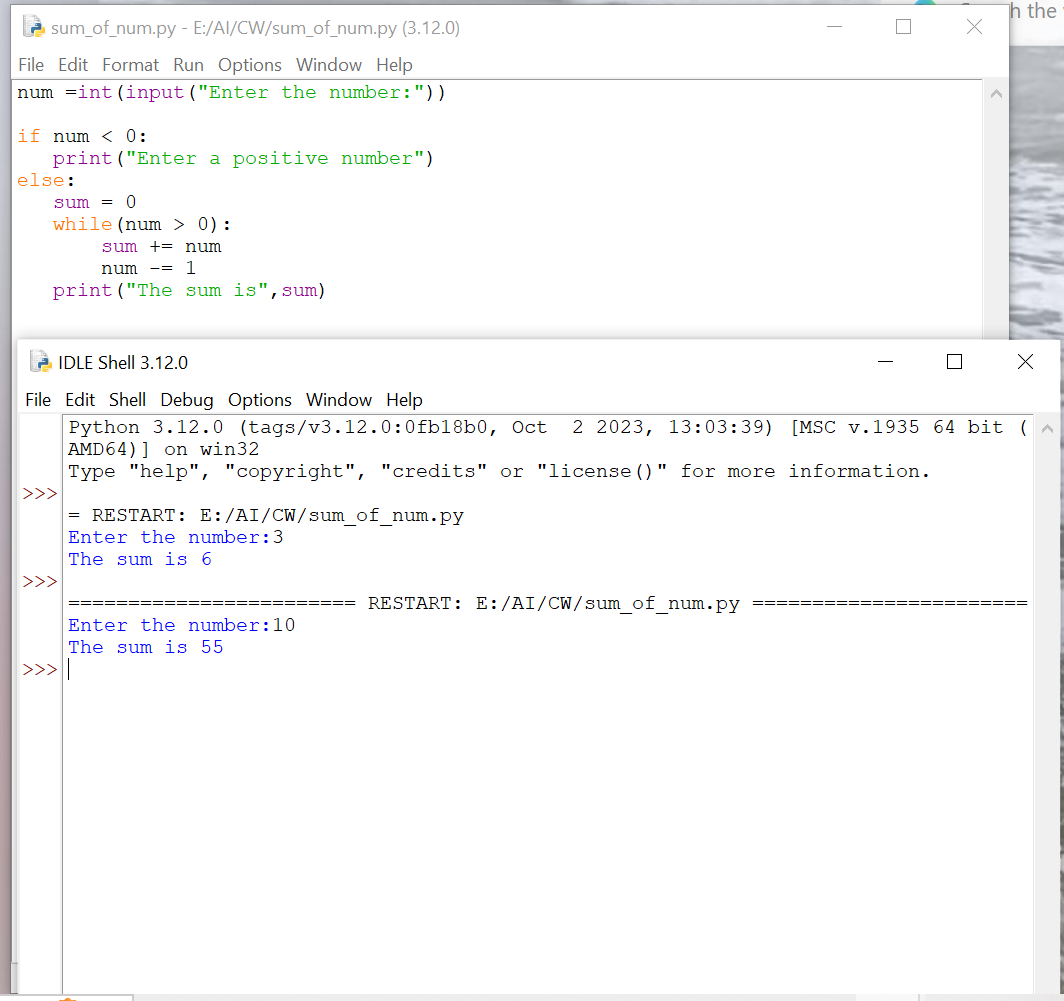 h the
sum_of_num.py - E:/AI/CW/sum_of_num.py (3.12.0)
File Edit Format Run Options Window Help
num =int(input("Enter the number:"))
if num < 0:
   print("Enter a positive number")
else:
   sum = 0
   while(num > 0):
       sum += num
       num -= 1
   print("The sum is",sum)
IDLE Shell 3.12.0
File Edit Shell Debug Options Window Help
Python 3.12.0 (tags/v3.12.0:0fb18b0, Oct  2 2023, 13:03:39) [MSC v.1935 64 bit (
AMD64)] on win32
Type "help", "copyright", "credits" or "license()" for more information.
>>>
= RESTART: E:/AI/CW/sum_of_num.py
Enter the number:3
The sum is 6
>>>
======================== RESTART: E:/AI/CW/sum_of_num.py =======================
Enter the number:10
The sum is 55
>>>